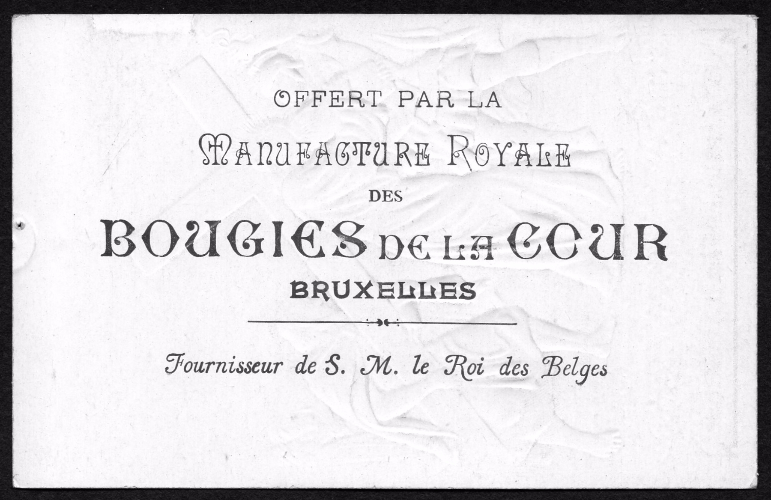 OFFERT PAR LA
MANUFACTURE ROYALE
DES
BOUGIES DE LA COUR
BRUXELLES
Fournisseur de S. M. le Roi des Belges